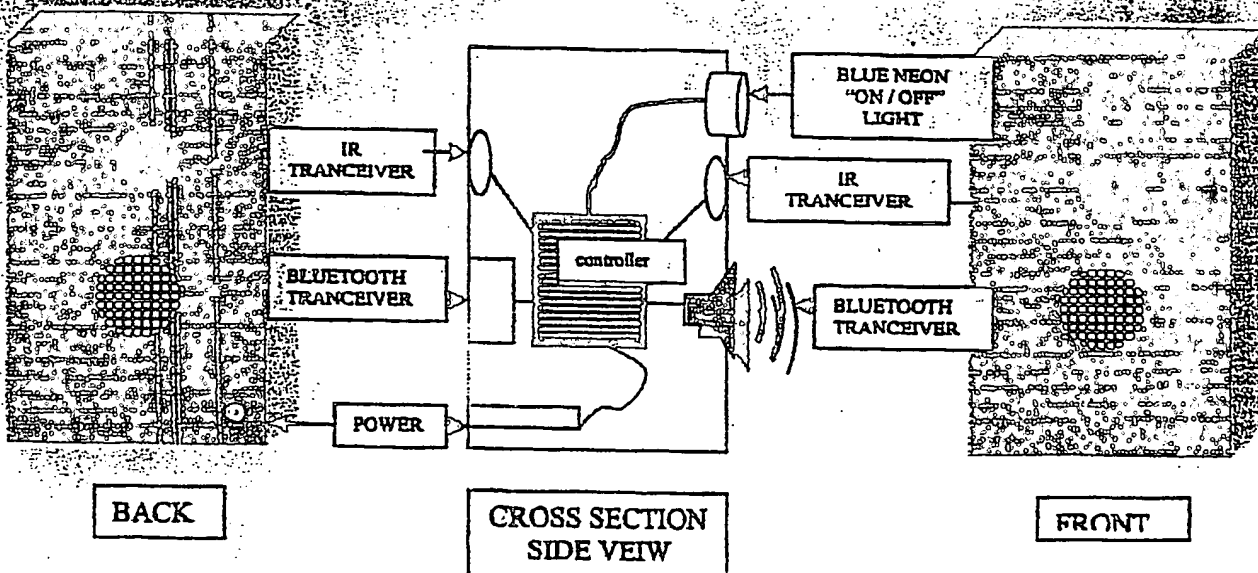 BLUE NEON
"ON / OFF"
LIGHT
IR
TRANCEIVER
IR
TRANCEIVER
controller
BLUETOOTH
TRANCEIVER
BLUETOOTH
TRANCEIVER
POWER
BACK
CROSS SECTION
SIDE VEIW
FRONT